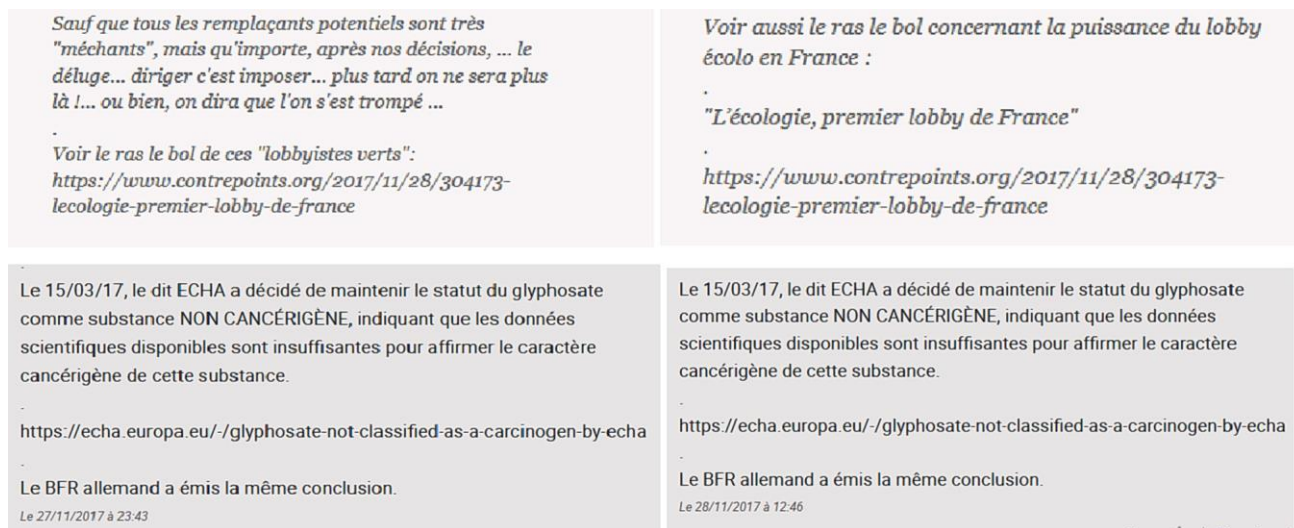 Sauf que tous les remplaçants potentiels sont très
"méchants", mais qu'importe, après nos décisions, ... le
déluge... diriger c'est imposer... plus tard on ne sera plus
là !... ou bien, on dira que l'on s'est trompé ...
.
Voir le ras le bol de ces "lobbyistes verts":
https://www.contrepoints.org/2017/11/28/304173-
lecologie-premier-lobby-de-france
Voir aussi le ras le bol concernant la puissance du lobby
écolo en France :
.
"L'écologie, premier lobby de France"
.
https://www.contrepoints.org/2017/11/28/304173-
lecologie-premier-lobby-de-france
.
Le 15/03/17, le dit ECHA a décidé de maintenir le statut du glyphosate
comme substance NON CANCÉRIGÈNE, indiquant que les données
scientifiques disponibles sont insuffisantes pour affirmer le caractère
cancérigène de cette substance.
.
https://echa.europa.eu/-/glyphosate-not-classified-as-a-carcinogen-by-echa
.
Le BFR allemand a émis la même conclusion.
Le 27/11/2017 à 23:43
Le 15/03/17, le dit ECHA a décidé de maintenir le statut du glyphosate
comme substance NON CANCÉRIGÈNE, indiquant que les données
scientifiques disponibles sont insuffisantes pour affirmer le caractère
cancérigène de cette substance.
.
https://echa.europa.eu/-/glyphosate-not-classified-as-a-carcinogen-by-echa
.
Le BFR allemand a émis la même conclusion.
Le 28/11/2017 à 12:46